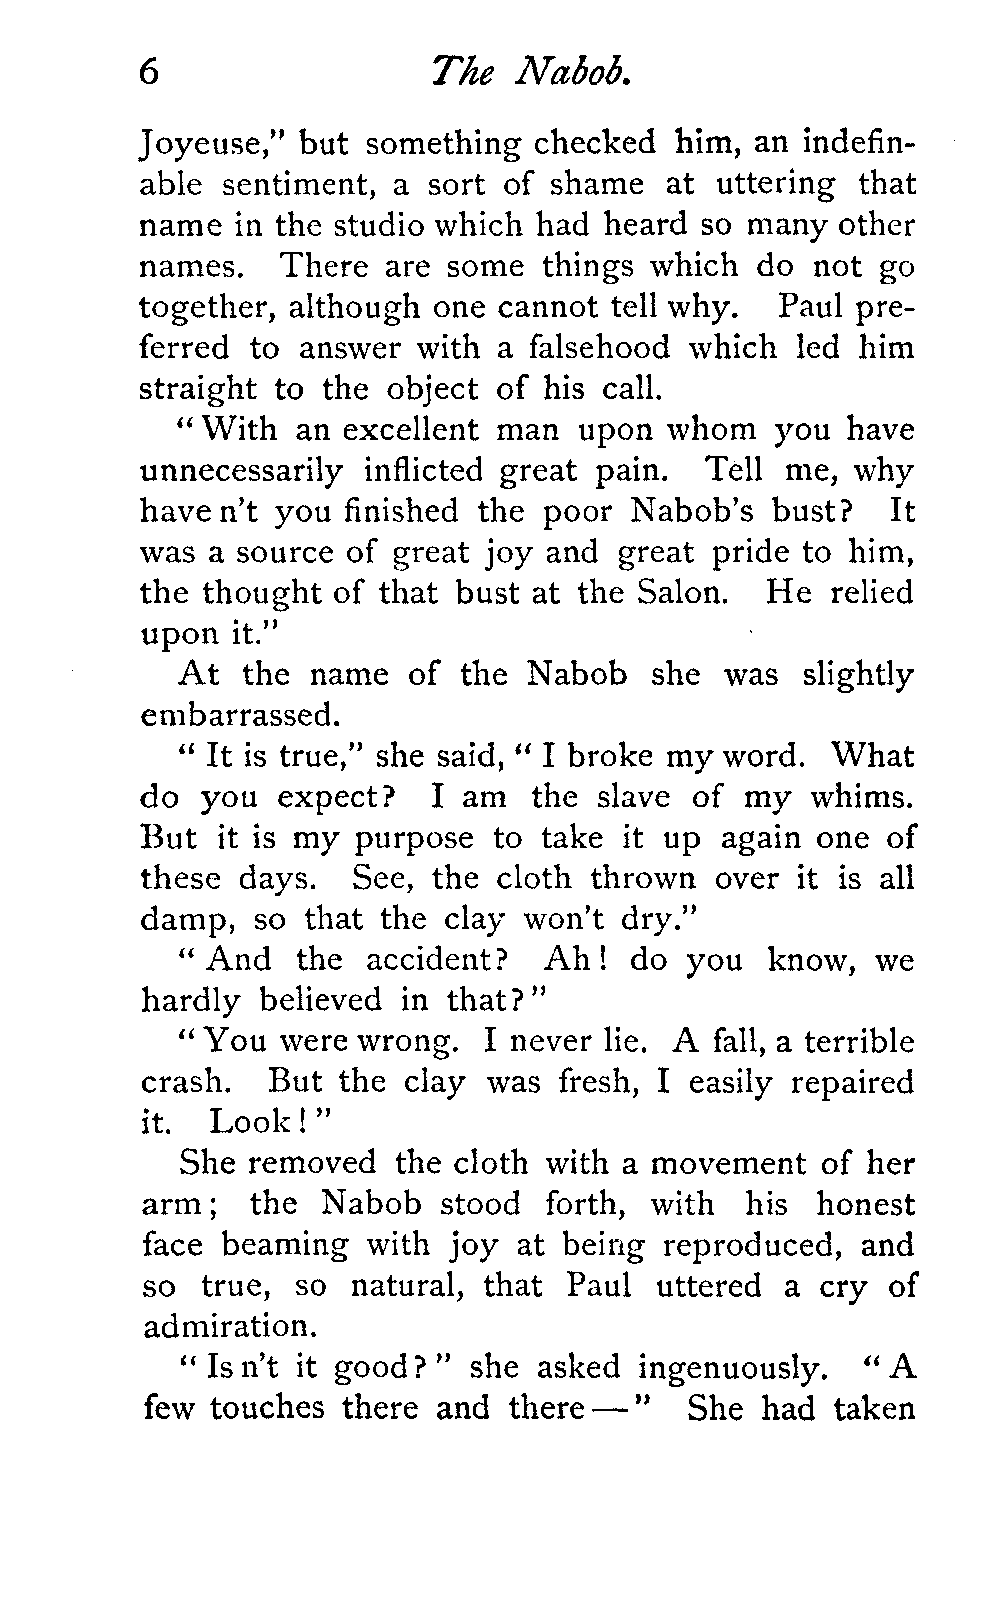 6 The Nabob.
Joyeuse," but something checked him, an indefin-
able sentiment, a sort of shame at uttering that
name in the studio which had heard so many other
names. There are some things which do not go
together, although one cannot tell why. Paul pre-
ferred to answer with a falsehood which led him
straight to the object of his call.
"With an excellent man upon whom you have
unnecessarily inflicted great pain. Tell me, why
have n't you finished the poor Nabob's bust? It
was a source of great joy and great pride to him,
the thought of that bust at the Salon. He relied
upon it."
At the name of the Nabob she was slightly
embarrassed.
"It is true," she said, "I broke my word. What
do you expect? I am the slave of my whims.
But it is my purpose to take it up again one of
these days. See, the cloth thrown over it is all
damp, so that the clay won't dry."
"And the accident? Ah! do you know, we
hardly believed in that?"
"You were wrong. I never lie. A fall, a terrible
crash. But the clay was fresh, I easily repaired
it. Look!"
She removed the cloth with a movement of her
arm; the Nabob stood forth, with his honest
face beaming with joy at being reproduced, and
so true, so natural, that Paul uttered a cry of
admiration.
"Is n't it good?" she asked ingenuously. "A
few touches there and there—" She had taken